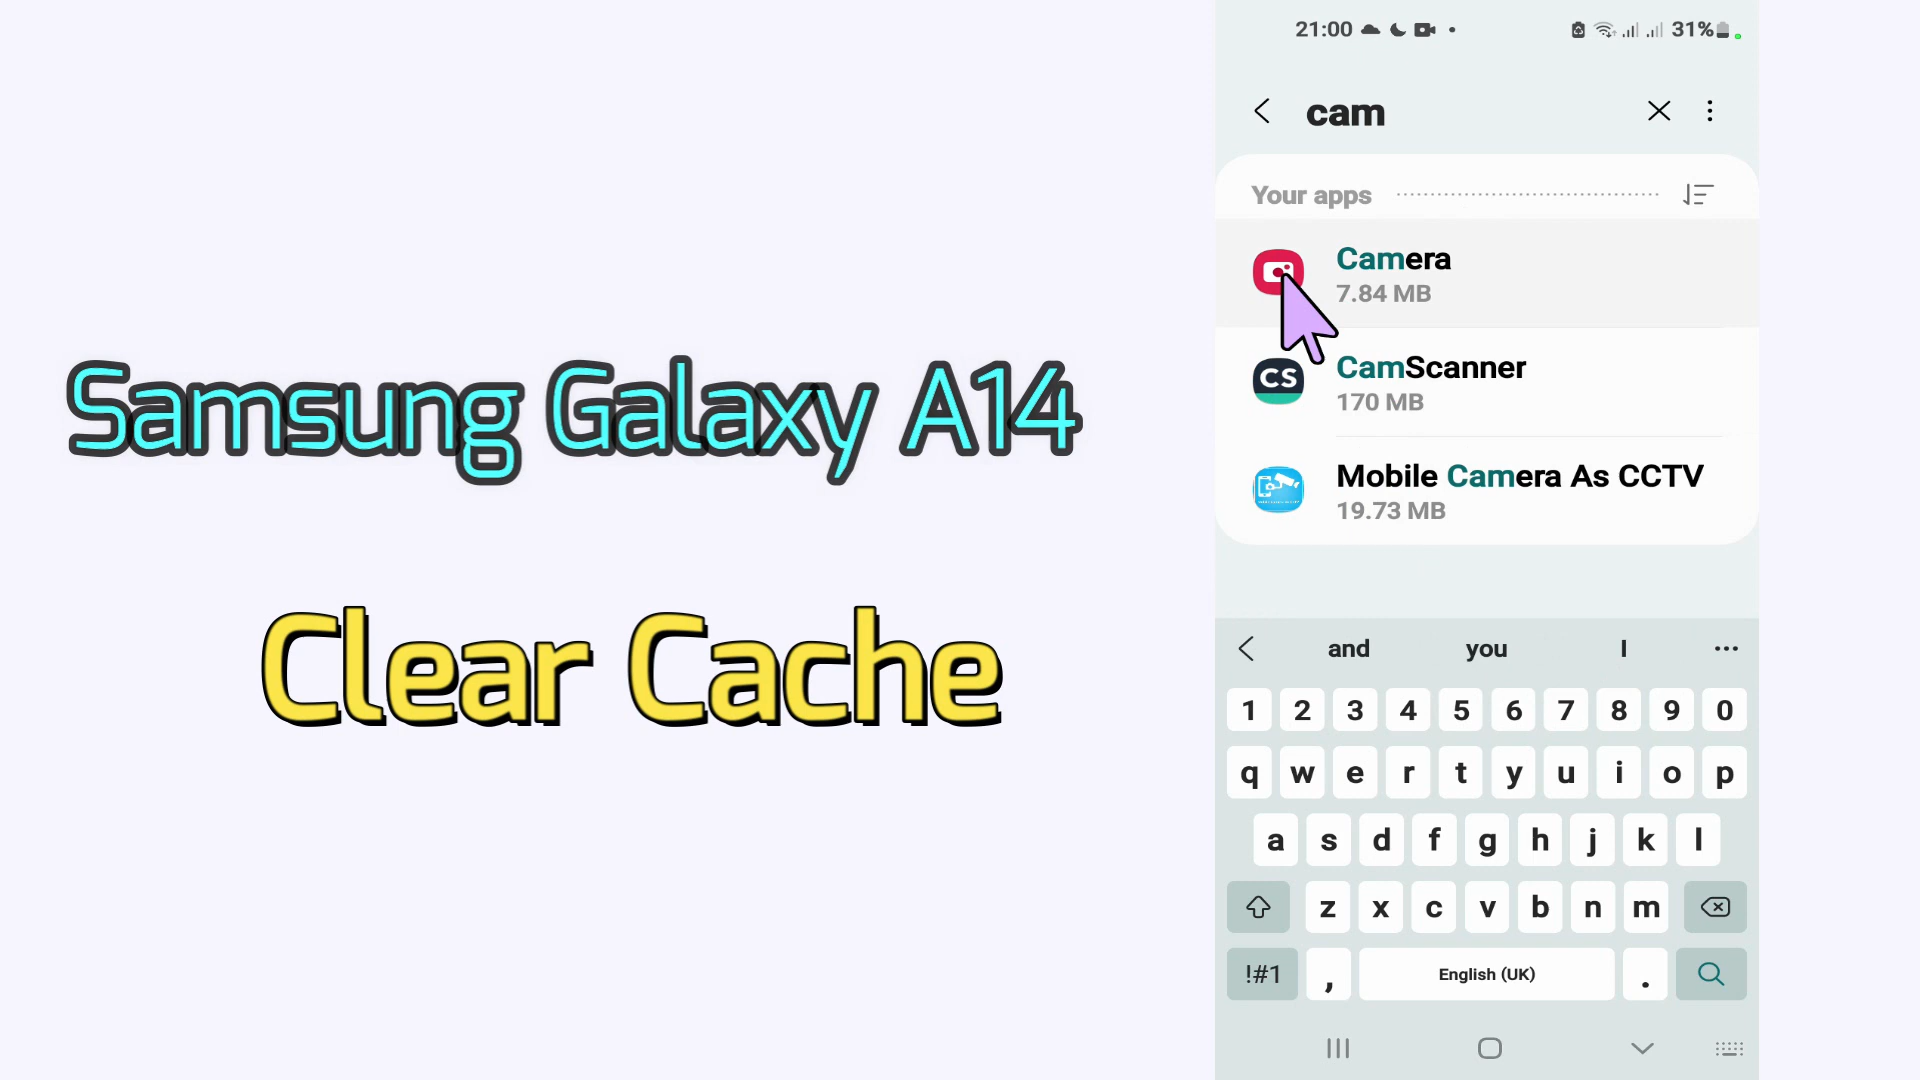 Samsung Galaxy A14
Clear Cache
21:00 31%
cam
Your apps
Camera
7.84 MB
CS
CamScanner
170 MB
Mobile Camera As CCTV
19.73 MB
and you I
1 2 3 4 5 6 7 8 9 0
q w e r t y u i o p
a s d f g h j k l
z x c v b n m
!#1 , English (UK) .